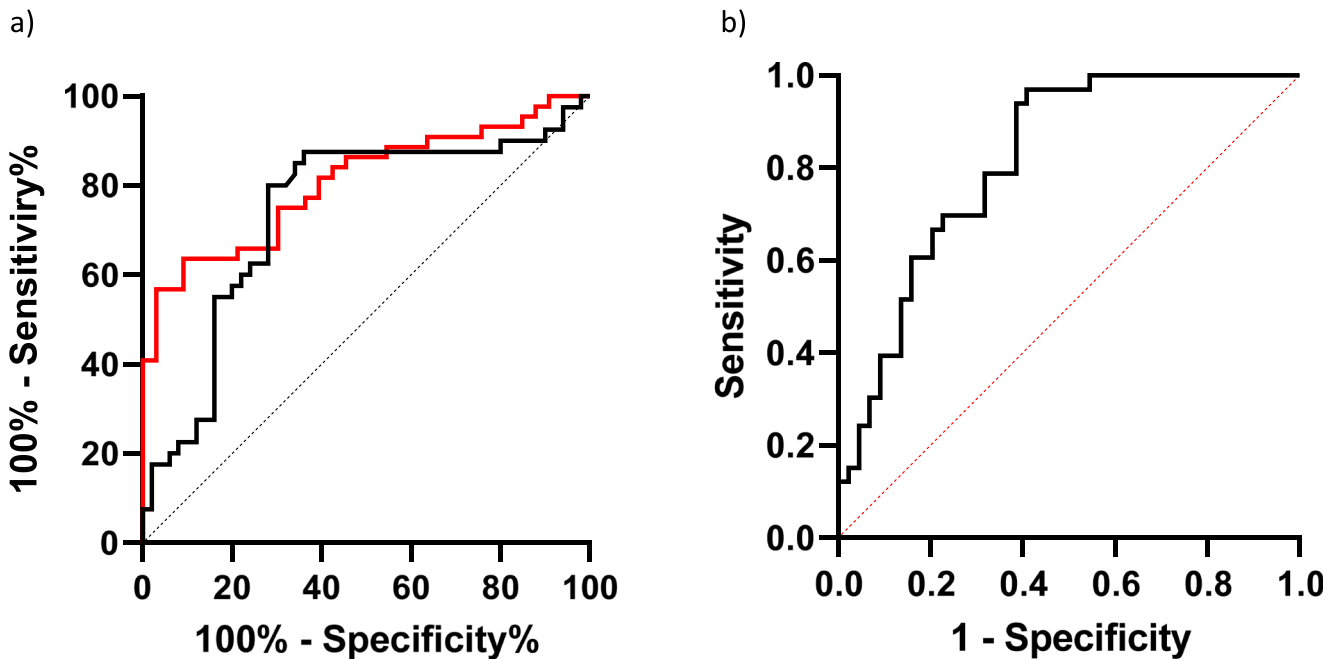 a)
100
80
60
40
20
0
0 20 40 60 80 100
100% - Sensitiviry%
100% - Specificity%
b)
1.0
0.8
0.6
0.4
0.2
0.0
0.0 0.2 0.4 0.6 0.8 1.0
Sensitivity
1 - Specificity